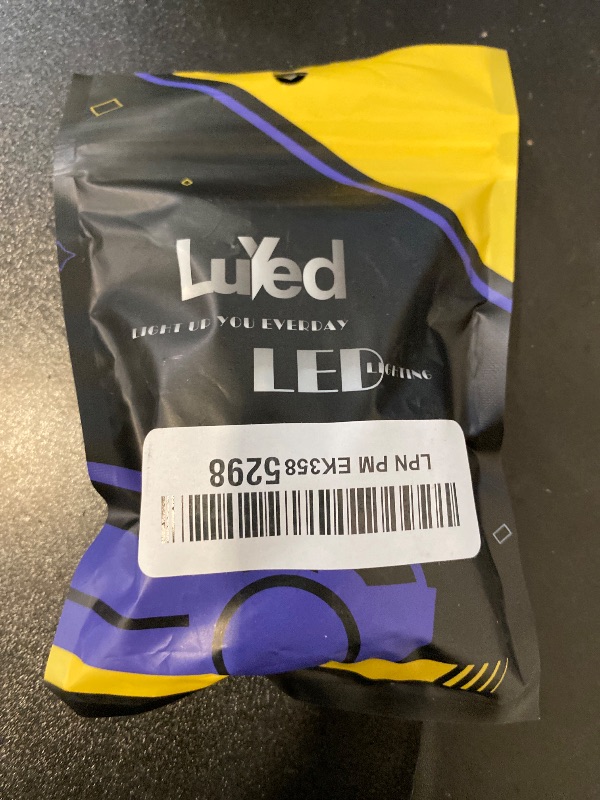 LuYed
LIGHT UP YOU EVERDAY
LED LIGHTING
LPN PM EK358 5298